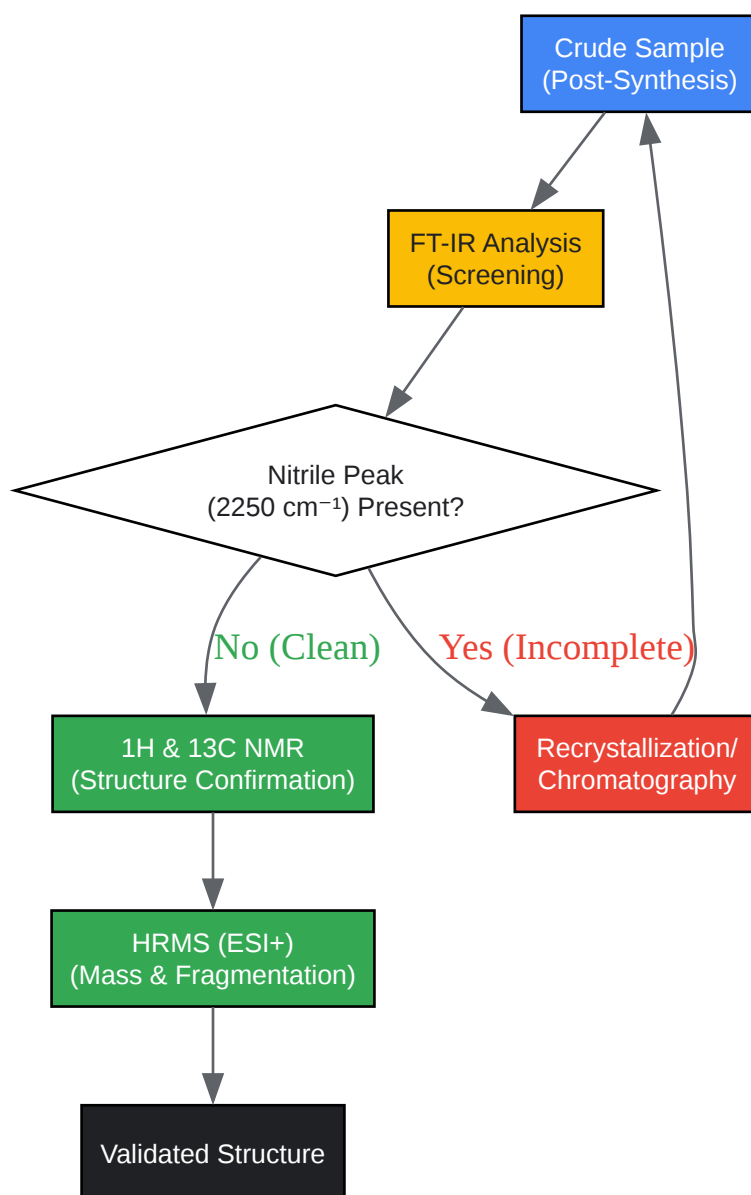 Crude Sample
(Post-Synthesis)
FT-IR Analysis
(Screening)
Nitrile Peak
(2250 cm⁻¹) Present?
No (Clean)
Yes (Incomplete)
1H & 13C NMR
(Structure Confirmation)
Recrystallization/
Chromatography
HRMS (ESI+)
(Mass & Fragmentation)
Validated Structure